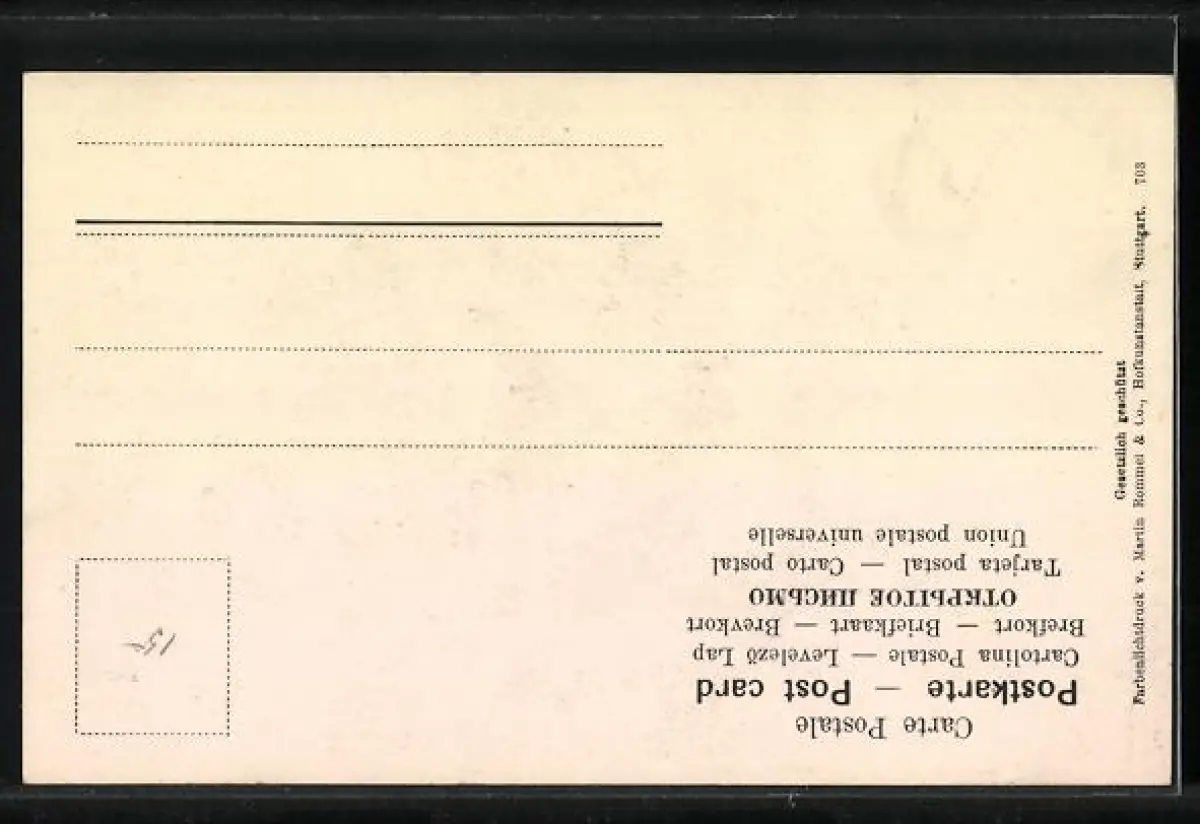 Carte Postale
Postkarte — Post card
Cartolina Postale — Levelező Lap
Brefkort — Briefkaart — Brevkort
ОТКРЫТОЕ ПИСЬМО
Tarjeta postal — Carto postal
Union postale universelle
15-
Gesetzlich geschützt
Farbenlichtdruck v. Martin Rommel & Co., Hofkunstanstalt, Stuttgart. 703